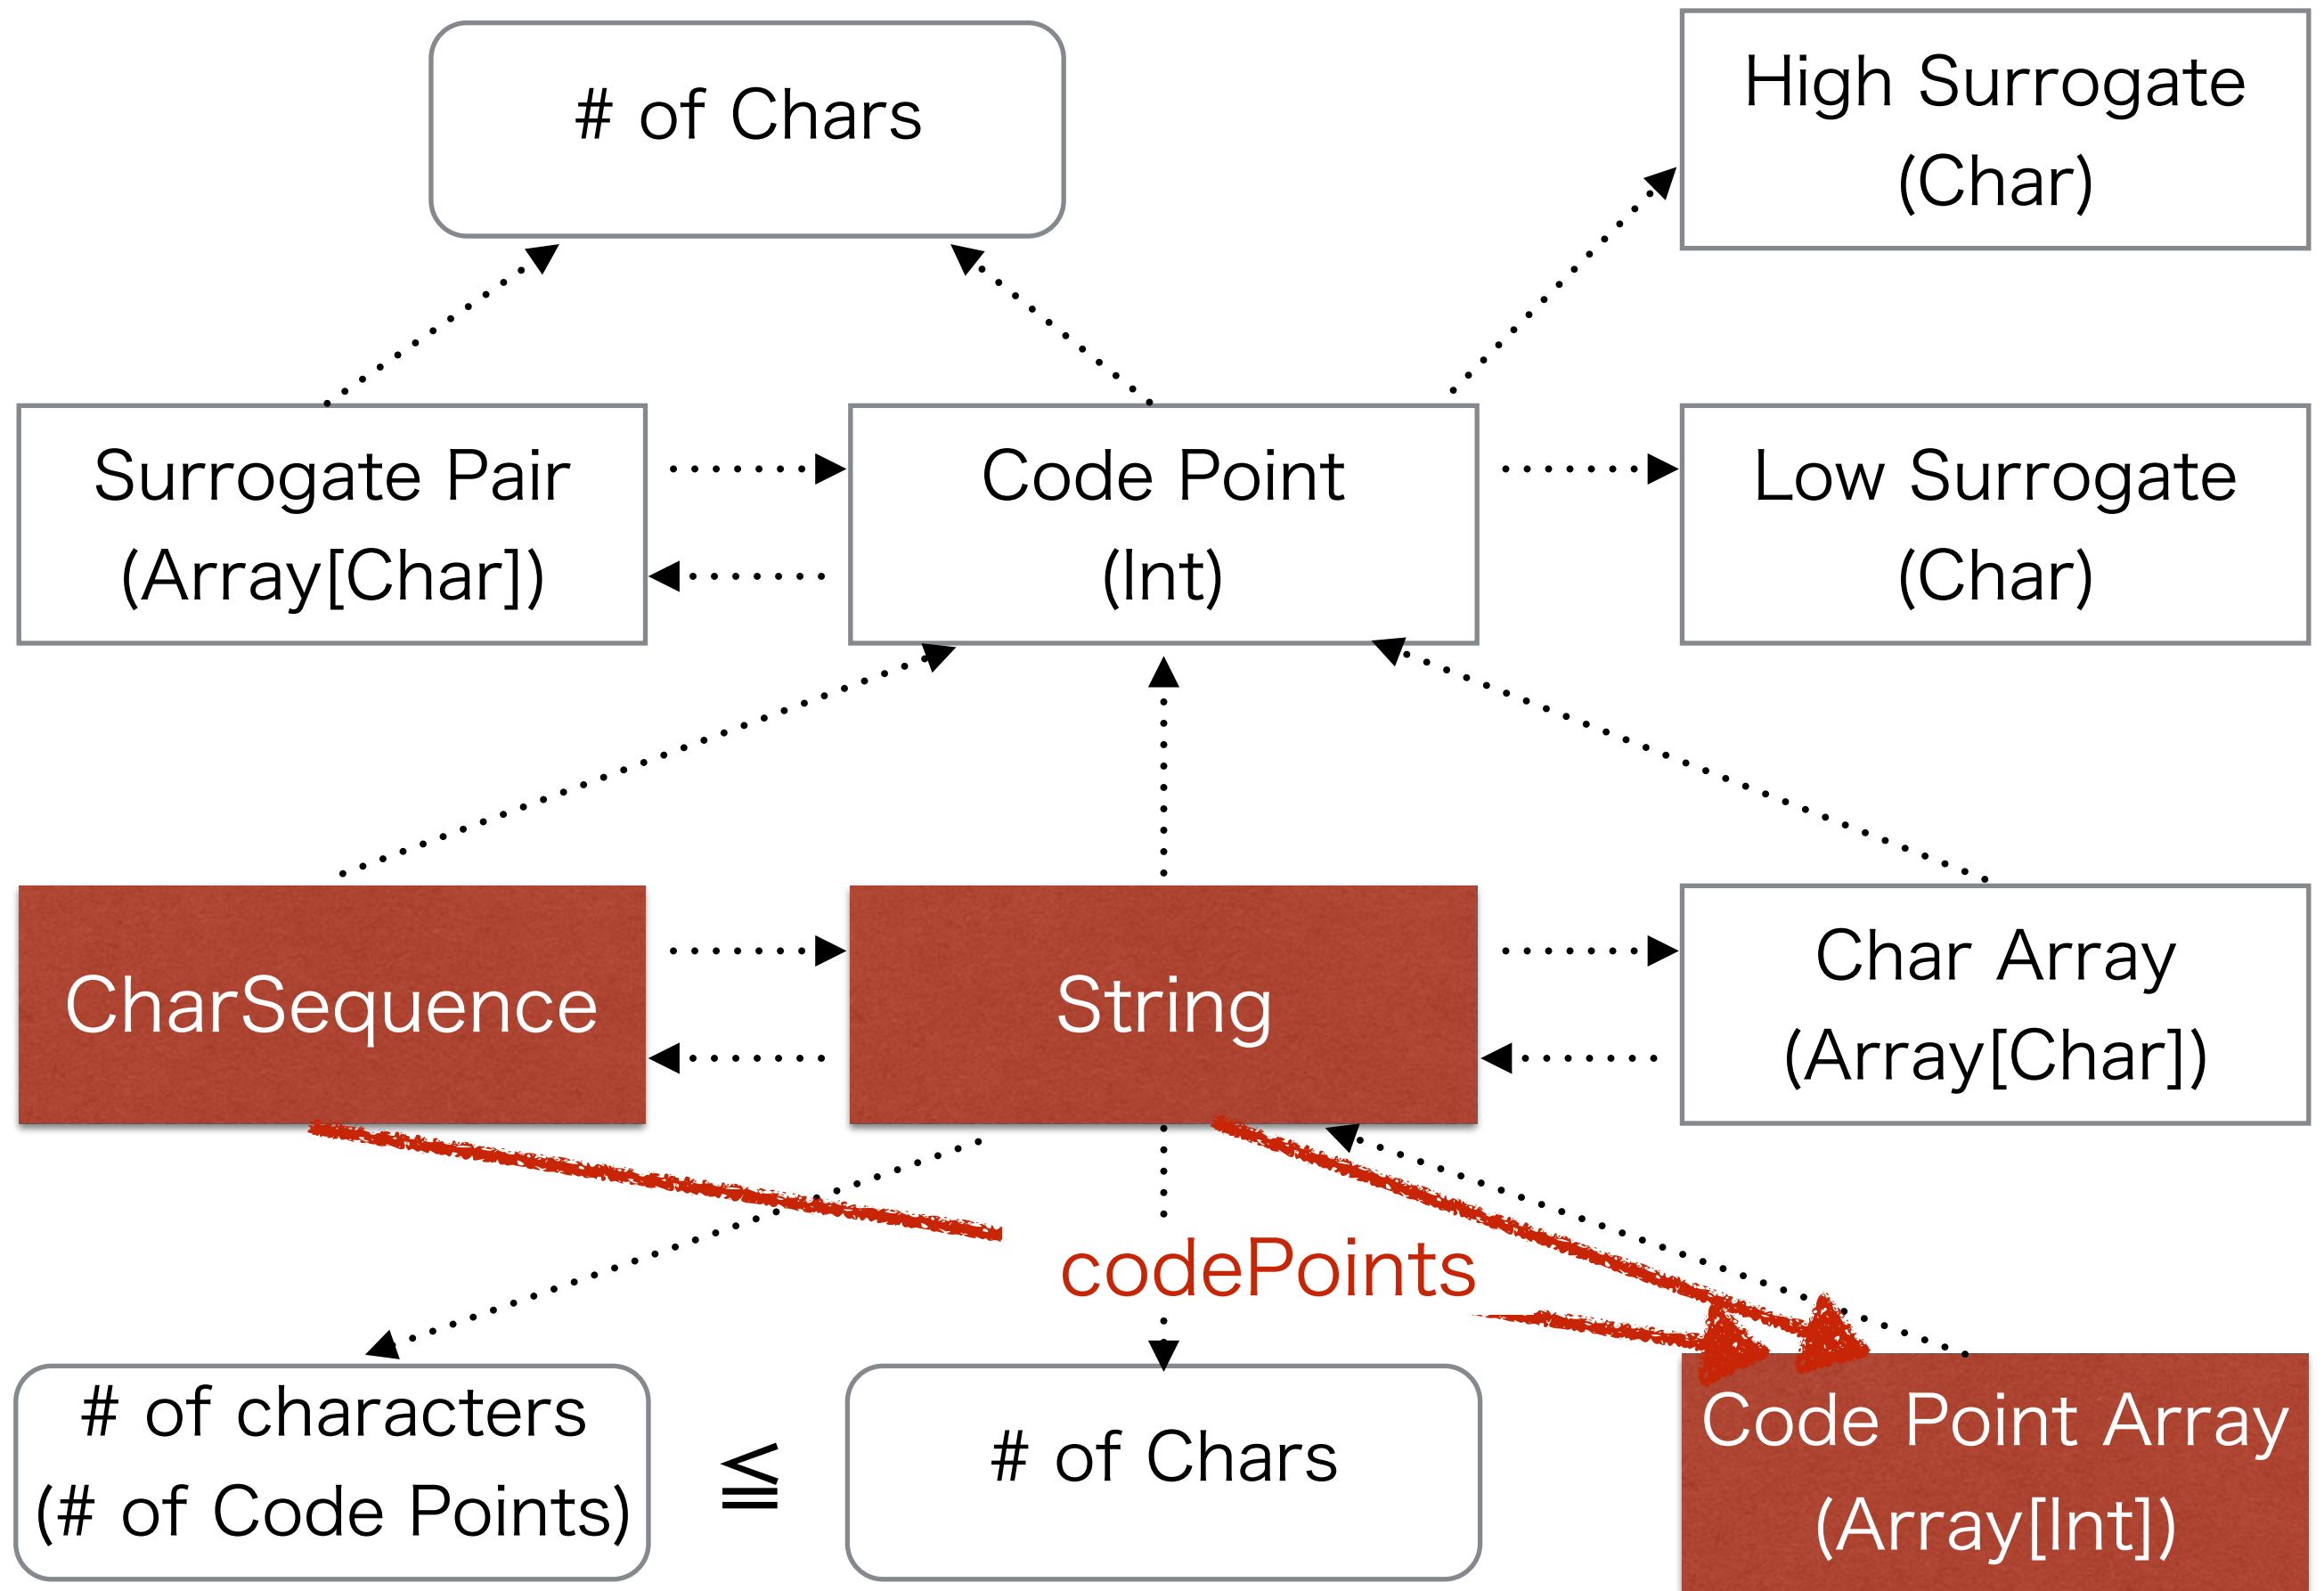 # of Chars
High Surrogate
(Char)
Surrogate Pair
(Array[Char])
Code Point
(Int)
Low Surrogate
(Char)
CharSequence
String
Char Array
(Array[Char])
codePoints
# of characters
(# of Code Points)
≦
# of Chars
Code Point Array
(Array[Int])